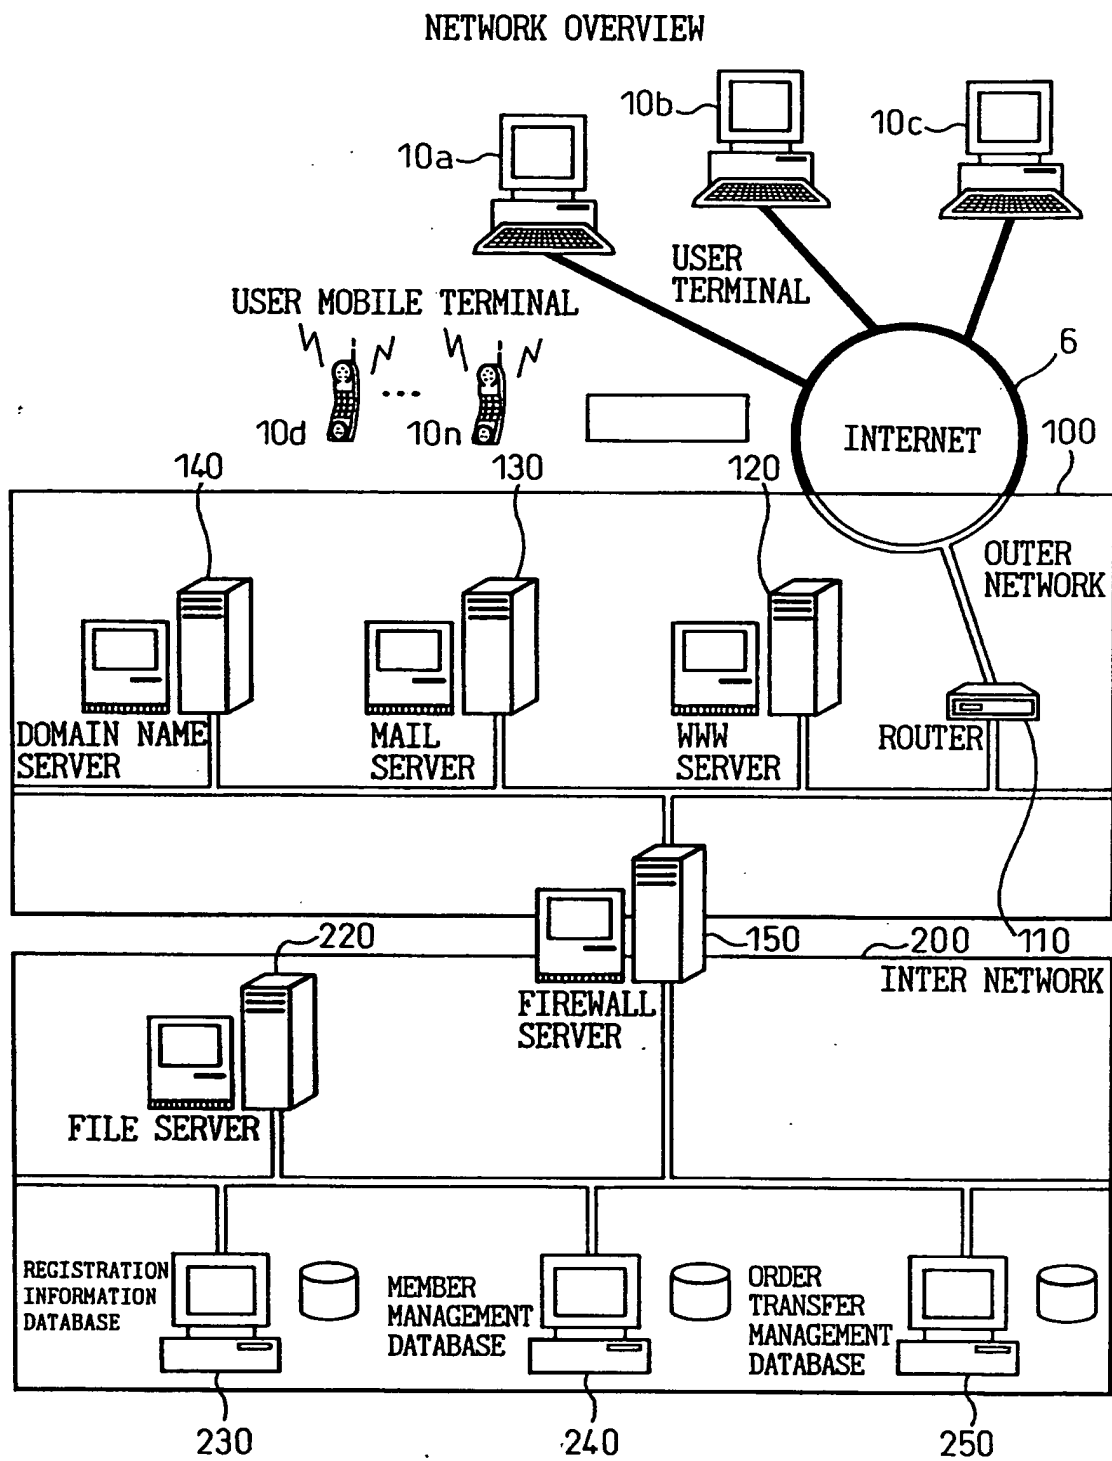 NETWORK OVERVIEW
10a
10b
10c
USER
TERMINAL
USER MOBILE TERMINAL
6
10d
...
10n
INTERNET
100
140
130
120
OUTER
NETWORK
DOMAIN NAME
SERVER
MAIL
SERVER
WWW
SERVER
ROUTER
220
150
200
110
INTER NETWORK
FIREWALL
SERVER
FILE SERVER
REGISTRATION
INFORMATION
DATABASE
MEMBER
MANAGEMENT
DATABASE
ORDER
TRANSFER
MANAGEMENT
DATABASE
230
240
250